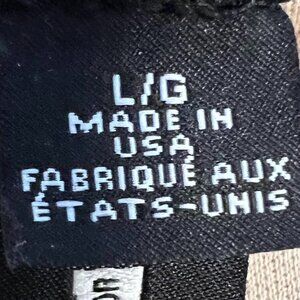 L/G
MADE IN
USA
FABRIQUÉ AUX
ÉTATS-UNIS